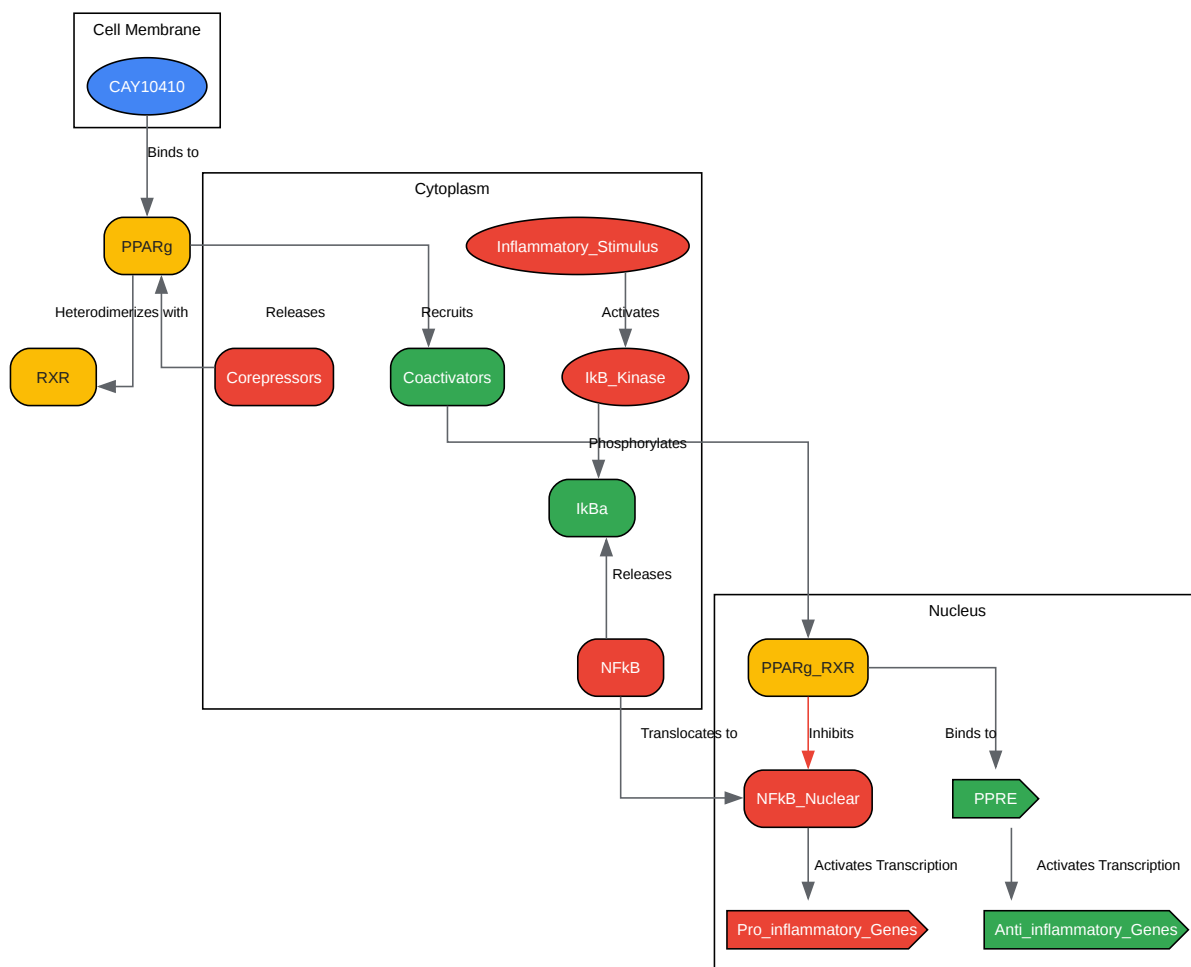 Cell Membrane
CAY10410
Binds to
Cytoplasm
PPARg
Inflammatory_Stimulus
Heterodimerizes with
Releases
Recruits
Activates
RXR
Corepressors
Coactivators
IkB_Kinase
Phosphorylates
IkBa
Releases
Nucleus
NFkB
PPARg_RXR
Translocates to
Inhibits
Binds to
NFkB_Nuclear
PPRE
Activates Transcription
Activates Transcription
Pro_inflammatory_Genes
Anti_inflammatory_Genes